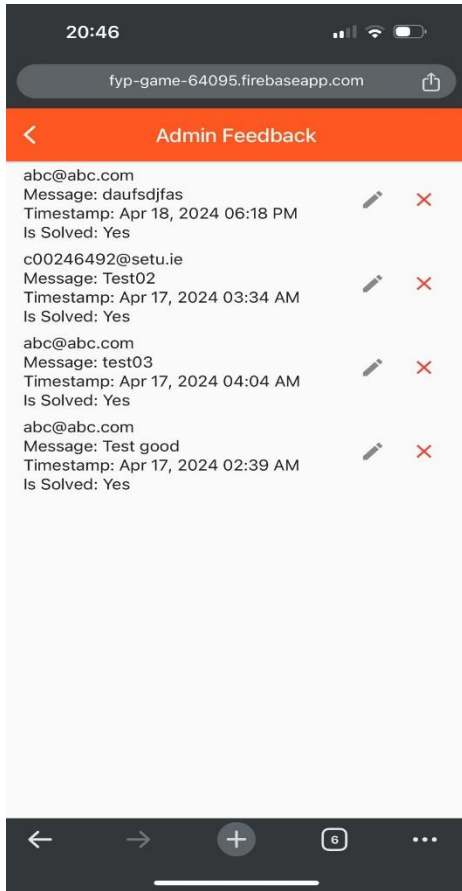 20:46
fyp-game-64095.firebaseapp.com
Admin Feedback
abc@abc.com
Message: daufsdjfas
Timestamp: Apr 18, 2024 06:18 PM
Is Solved: Yes
c00246492@setu.ie
Message: Test02
Timestamp: Apr 17, 2024 03:34 AM
Is Solved: Yes
abc@abc.com
Message: test03
Timestamp: Apr 17, 2024 04:04 AM
Is Solved: Yes
abc@abc.com
Message: Test good
Timestamp: Apr 17, 2024 02:39 AM
Is Solved: Yes
6